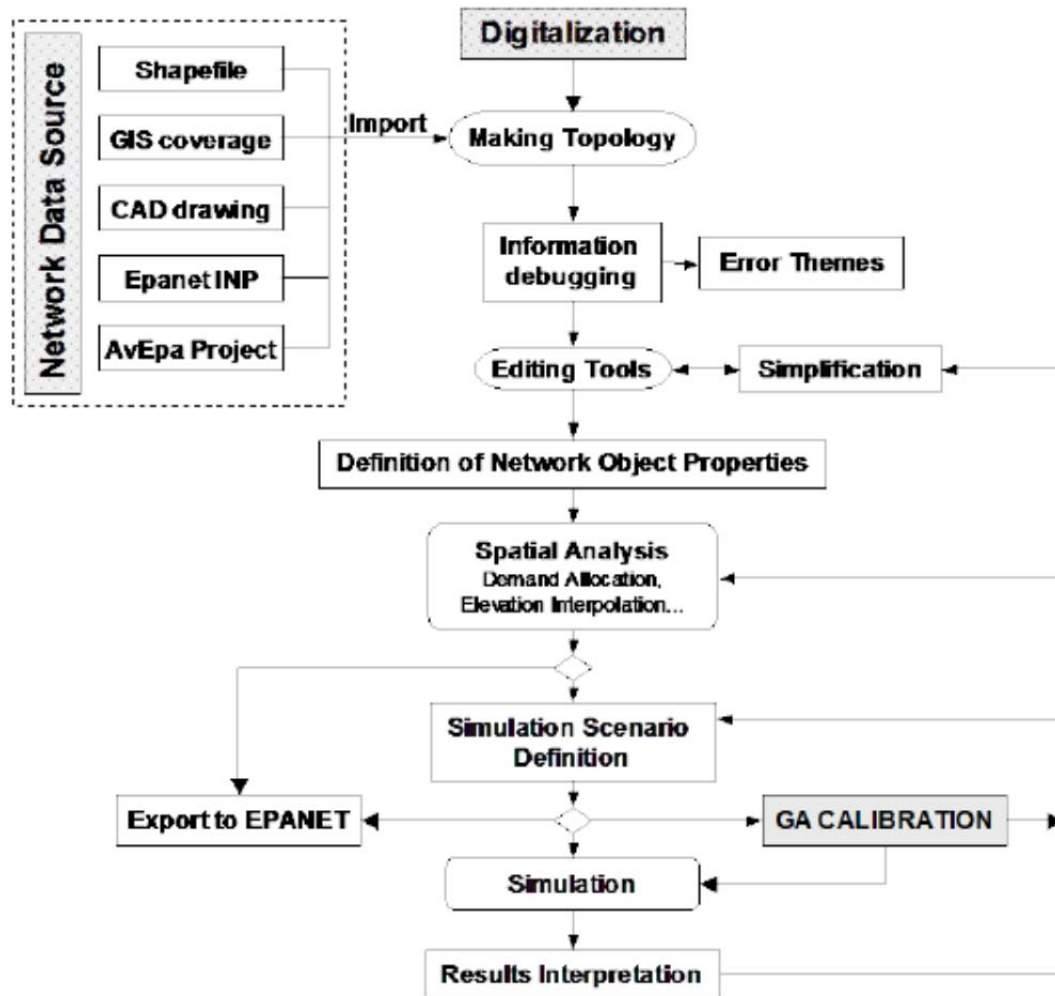 Digitalization
Network Data Source
Shapefile
GIS coverage
CAD drawing
Epanet INP
AvEpa Project
Import
Making Topology
Information
debugging
Error Themes
Editing Tools
Simplification
Definition of Network Object Properties
Spatial Analysis
Demand Allocation,
Elevation Interpolation...
Simulation Scenario
Definition
Export to EPANET
GA CALIBRATION
Simulation
Results Interpretation